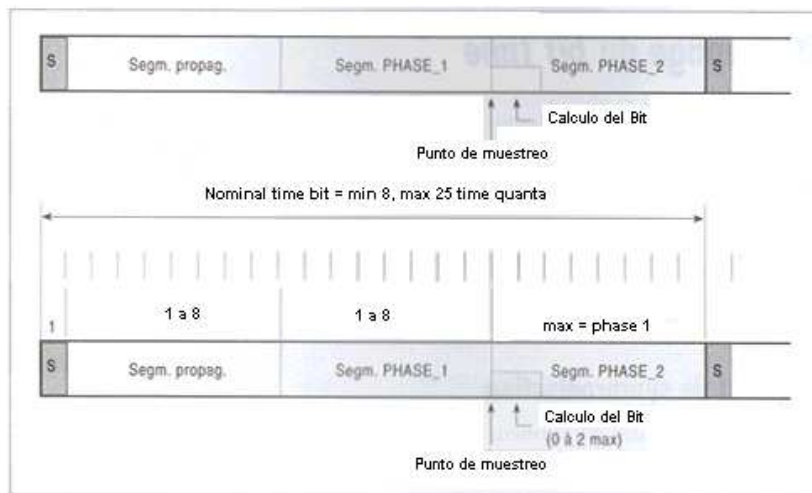 S Segm. propag. Segm. PHASE_1 Segm. PHASE_2 S
Calculo del Bit
Punto de muestreo
Nominal time bit = min 8, max 25 time quanta
1 1 a 8 1 a 8 max = phase 1
S Segm. propag. Segm. PHASE_1 Segm. PHASE_2 S
Calculo del Bit
(0 à 2 max)
Punto de muestreo